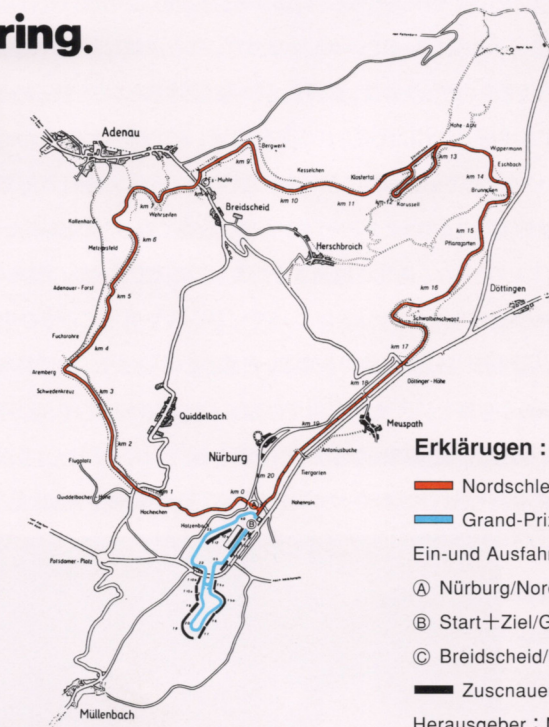 ring.
Adenau
Bergwerk
km 9
Kesselchen
km 10
Klostertal
km 11
km 12
Karussell
Hohe-Acht
km 13
Wippermann
Eschbach
km 14
Brünnchen
km 15
Pflanzgarten
km 16
Schwalbenschwanz
km 17
Döttingen
Döttinger-Höhe
km 18
Meuspath
km 19
Antoniusbuche
Tiergarten
km 20
Hohenrain
Breidscheid
Herschbroich
km 7
Wehrseifen
Kallenhard
Metzgesfeld
km 6
Adenauer-Forst
km 5
Fuchsröhre
km 4
Aremberg
Schwedenkreuz
km 3
km 2
Flugplatz
Quiddelbacher-Höhe
km 1
Hocheichen
Quiddelbach
Nürburg
km 0
Hatzenbach
A
B
Potsdamer-Platz
Müllenbach
Erklärugen :
Nordschle
Grand-Pri
Ein-und Ausfah
Ⓐ Nürburg/Nor
Ⓑ Start+Ziel/G
Ⓒ Breidscheid/
Zuscnaue
Herausgeber :